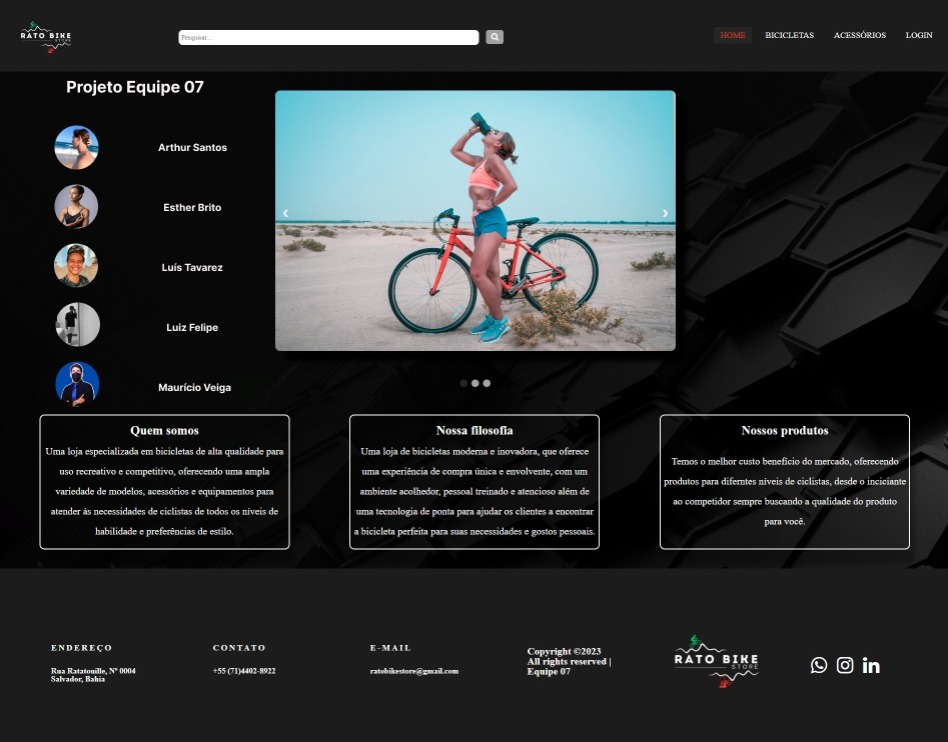 RATO BIKE
STORE
Pesquisar...
HOME BICICLETAS ACESSÓRIOS LOGIN
Projeto Equipe 07
Arthur Santos
Esther Brito
Luís Tavarez
Luiz Felipe
Maurício Veiga
Quem somos
Uma loja especializada em bicicletas de alta qualidade para
uso recreativo e competitivo, oferecendo uma ampla
variedade de modelos, acessórios e equipamentos para
atender às necessidades de ciclistas de todos os níveis de
habilidade e preferências de estilo.
Nossa filosofia
Uma loja de bicicletas moderna e inovadora, que oferece
uma experiência de compra única e envolvente, com um
ambiente acolhedor, pessoal treinado e atencioso além de
uma tecnologia de ponta para ajudar os clientes a encontrar
a bicicleta perfeita para suas necessidades e gostos pessoais.
Nossos produtos
Temos o melhor custo benefício do mercado, oferecendo
produtos para difemtes níveis de ciclistas, desde o inciciante
ao competidor sempre buscando a qualidade do produto
para você.
ENDEREÇO
Rua Ratatouille, Nº 0004
Salvador, Bahia
CONTATO
+55 (71)4402-8922
E-MAIL
ratobikestore@gmail.com
Copyright ©2023
All rights reserved |
Equipe 07
RATO BIKE
STORE